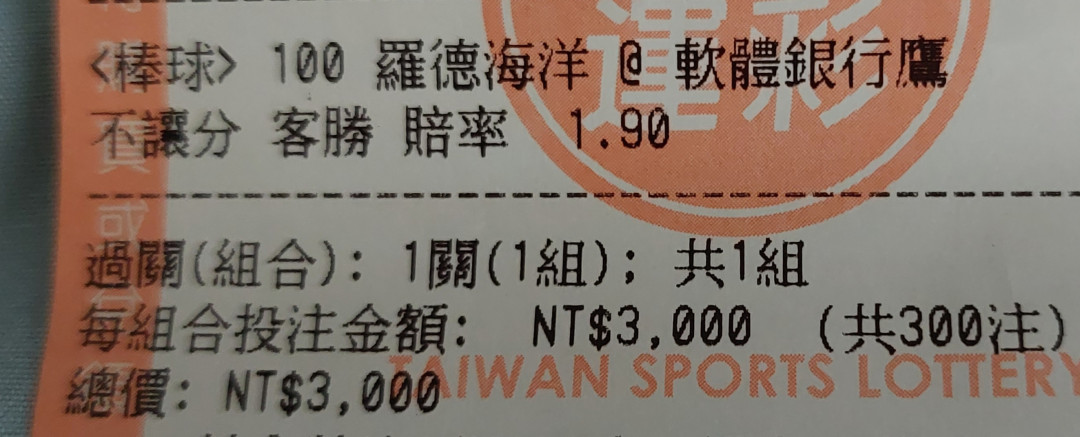 運彩
<棒球> 100 羅德海洋 @ 軟體銀行鷹
不讓分 客勝 賠率 1.90
過關(組合): 1關(1組); 共1組
每組合投注金額: NT$3,000 (共300注)
總價: NT$3,000
TAIWAN SPORTS LOTTERY